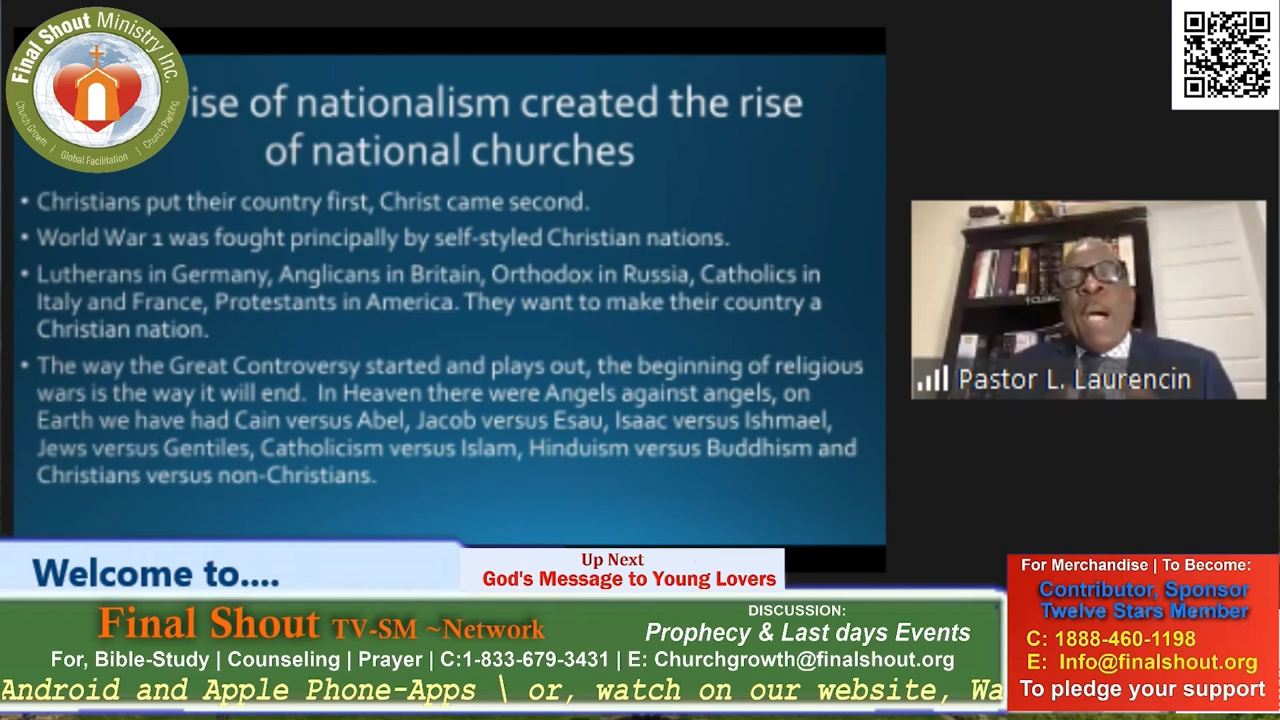 Final Shout Ministry Inc.
Church Growth | Global Facilitation | Church Planting
ise of nationalism created the rise
of national churches
• Christians put their country first, Christ came second.
• World War 1 was fought principally by self-styled Christian nations.
• Lutherans in Germany, Anglicans in Britain, Orthodox in Russia, Catholics in
Italy and France, Protestants in America. They want to make their country a
Christian nation.
• The way the Great Controversy started and plays out, the beginning of religious
wars is the way it will end. In Heaven there were Angels against angels, on
Earth we have had Cain versus Abel, Jacob versus Esau, Isaac versus Ishmael,
Jews versus Gentiles, Catholicism versus Islam, Hinduism versus Buddhism and
Christians versus non-Christians.
Pastor L. Laurencin
Welcome to....
Up Next
God's Message to Young Lovers
Final Shout TV-SM ~Network
DISCUSSION:
Prophecy & Last days Events
For, Bible-Study | Counseling | Prayer | C:1-833-679-3431 | E: Churchgrowth@finalshout.org
Android and Apple Phone-Apps \ or, watch on our website, Wa
For Merchandise | To Become:
Contributor, Sponsor
Twelve Stars Member
C: 1888-460-1198
E: Info@finalshout.org
To pledge your support